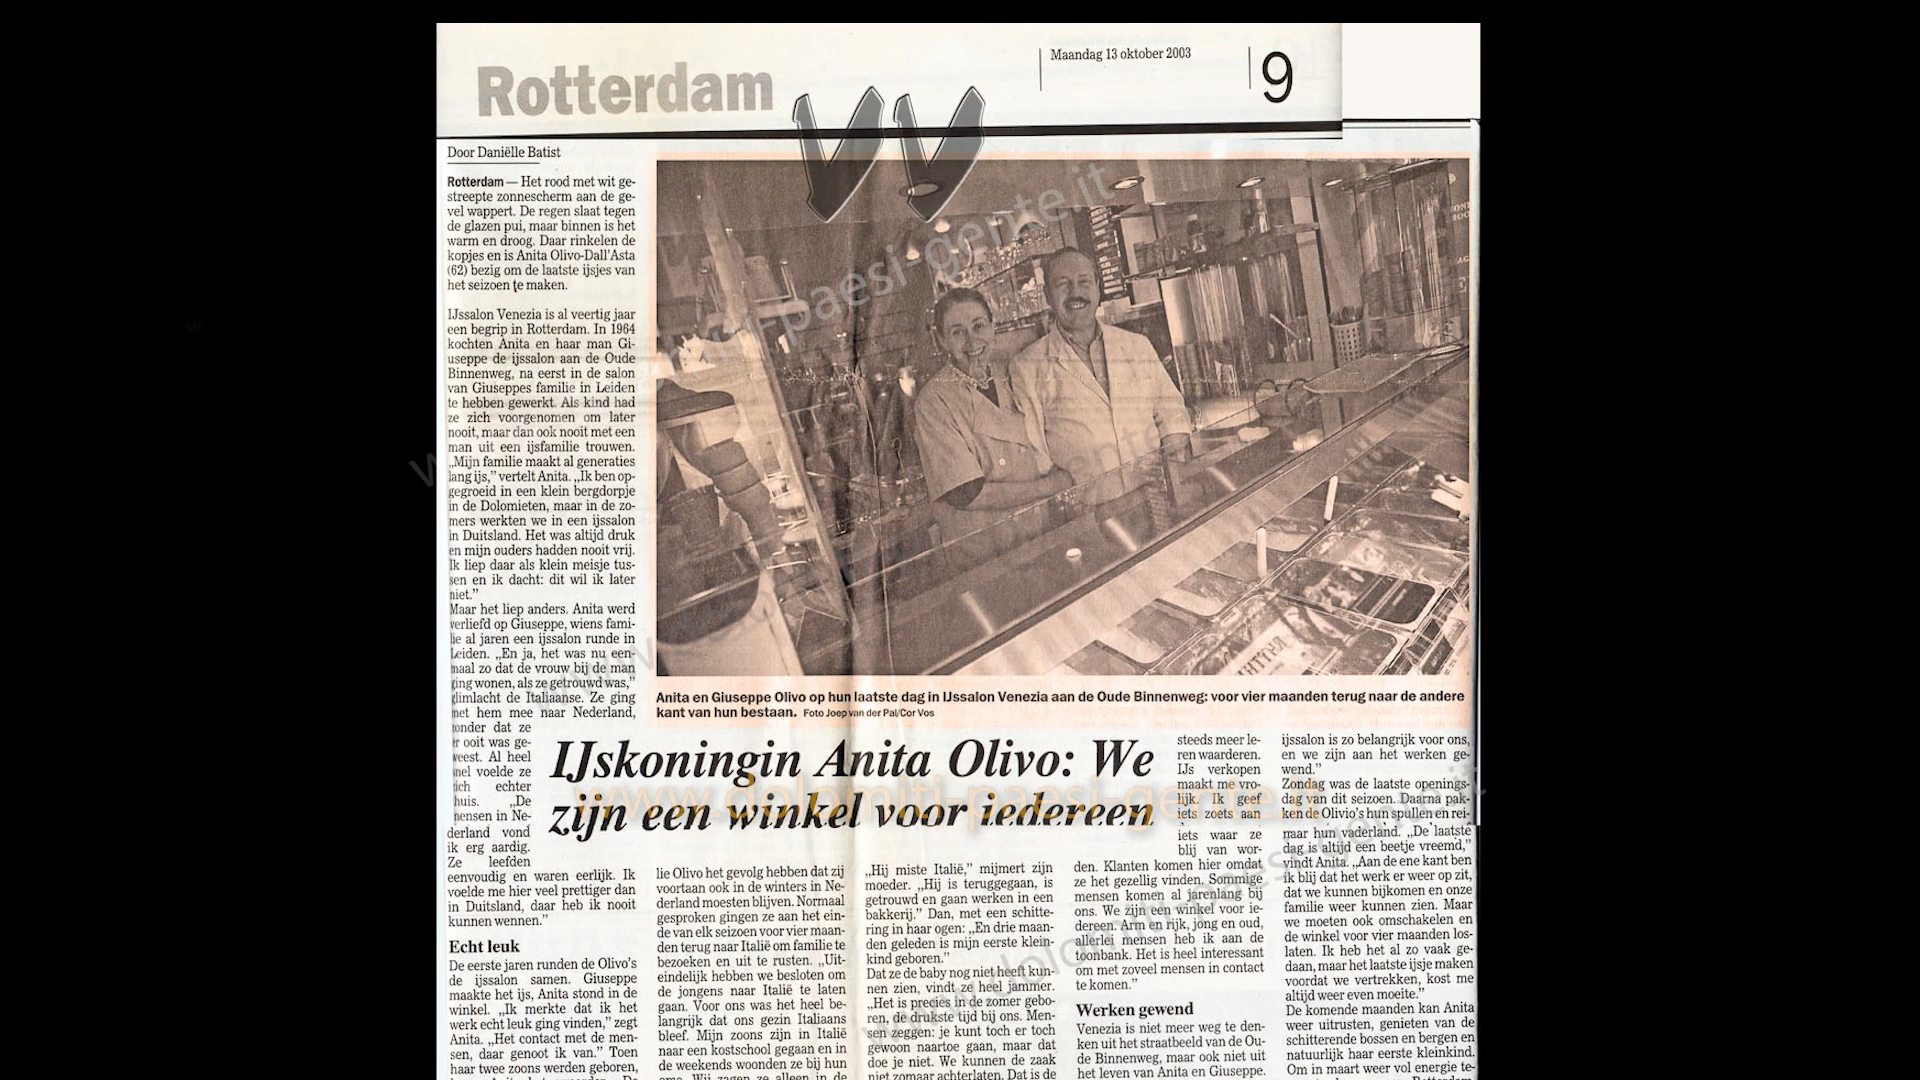 Rotterdam
Maandag 13 oktober 2003
9
Door Daniëlle Batist
Rotterdam — Het rood met wit ge-
streepte zonnescherm aan de ge-
vel wappert. De regen slaat tegen
de glazen pui, maar binnen is het
warm en droog. Daar rinkelen de
kopjes en is Anita Olivo-Dall'Asta
(62) bezig om de laatste ijsjes van
het seizoen te maken.
IJssalon Venezia is al veertig jaar
een begrip in Rotterdam. In 1964
kochten Anita en haar man Gi-
useppe de ijssalon aan de Oude
Binnenweg, na eerst in de salon
van Giuseppes familie in Leiden
te hebben gewerkt. Als kind had
ze zich voorgenomen om later
nooit, maar dan ook nooit met een
man uit een ijsfamilie trouwen.
„Mijn familie maakt al generaties
lang ijs,” vertelt Anita. „Ik ben op-
gegroeid in een klein bergdorpje
in de Dolomieten, maar in de zo-
mers werkten we in een ijssalon
in Duitsland. Het was altijd druk
en mijn ouders hadden nooit vrij.
Ik liep daar als klein meisje tus-
sen en ik dacht: dit wil ik later
niet.”
Maar het liep anders. Anita werd
verliefd op Giuseppe, wiens fami-
lie al jaren een ijssalon runde in
Leiden. „En ja, het was nu een-
maal zo dat de vrouw bij de man
ging wonen, als ze getrouwd was,”
glimlacht de Italiaanse. Ze ging
met hem mee naar Nederland,
zonder dat ze
er ooit was ge-
weest. Al heel
snel voelde ze
zich echter
huis. „De
mensen in Ne-
derland vond
ik erg aardig.
Ze leefden
eenvoudig en waren eerlijk. Ik
voelde me hier veel prettiger dan
in Duitsland, daar heb ik nooit
kunnen wennen.”
Echt leuk
De eerste jaren runden de Olivo's
de ijssalon samen. Giuseppe
maakte het ijs, Anita stond in de
winkel. „Ik merkte dat ik het
werk echt leuk ging vinden,” zegt
Anita. „Het contact met de men-
sen, daar genoot ik van.” Toen
haar twee zoons werden geboren,
Anita en Giuseppe Olivo op hun laatste dag in IJssalon Venezia aan de Oude Binnenweg: voor vier maanden terug naar de andere
kant van hun bestaan. Foto Joep van der Pal/Cor Vos
IJskoningin Anita Olivo: We
zijn een winkel voor iedereen
lie Olivo het gevolg hebben dat zij
voortaan ook in de winters in Ne-
derland moesten blijven. Normaal
gesproken gingen ze aan het ein-
de van elk seizoen voor vier maan-
den terug naar Italië om familie te
bezoeken en uit te rusten. „Uit-
eindelijk hebben we besloten om
de jongens naar Italië te laten
gaan. Voor ons was het heel be-
langrijk dat ons gezin Italiaans
bleef. Mijn zoons zijn in Italië
naar een kostschool gegaan en in
de weekends woonden ze bij hun
oma. Wij zagen ze alleen in de
„Hij miste Italië,” mijmert zijn
moeder. „Hij is teruggegaan, is
getrouwd en gaan werken in een
bakkerij.” Dan, met een schitte-
ring in haar ogen: „En drie maan-
den geleden is mijn eerste klein-
kind geboren.”
Dat ze de baby nog niet heeft kun-
nen zien, vindt ze heel jammer.
„Het is precies in de zomer gebo-
ren, de drukste tijd bij ons. Men-
sen zeggen: je kunt toch er toch
gewoon naartoe gaan, maar dat
doe je niet. We kunnen de zaak
niet zomaar achterlaten. Dat is de
steeds meer le-
ren waarderen.
IJs verkopen
maakt me vro-
lijk. Ik geef
iets zoets aan
iets waar ze
blij van wor-
den. Klanten komen hier omdat
ze het gezellig vinden. Sommige
mensen komen al jarenlang bij
ons. We zijn een winkel voor ie-
dereen. Arm en rijk, jong en oud,
allerlei mensen heb ik aan de
toonbank. Het is heel interessant
om met zoveel mensen in contact
te komen.”
Werken gewend
Venezia is niet meer weg te den-
ken uit het straatbeeld van de Ou-
de Binnenweg, maar ook niet uit
het leven van Anita en Giuseppe.
ijssalon is zo belangrijk voor ons,
en we zijn aan het werken ge-
wend.”
Zondag was de laatste openings-
dag van dit seizoen. Daarna pak-
ken de Olivo's hun spullen en rei-
naar hun vaderland. „De laatste
dag is altijd een beetje vreemd,”
vindt Anita. „Aan de ene kant ben
ik blij dat het werk er weer op zit,
dat we kunnen bijkomen en onze
familie weer kunnen zien. Maar
we moeten ook omschakelen en
de winkel voor vier maanden los-
laten. Ik heb het al zo vaak ge-
daan, maar het laatste ijsje maken
voordat we vertrekken, kost me
altijd weer even moeite.”
De komende maanden kan Anita
weer uitrusten, genieten van de
schitterende bossen en bergen en
natuurlijk haar eerste kleinkind.
Om in maart weer vol energie te-
www.dolomiti-paesi-gente.it